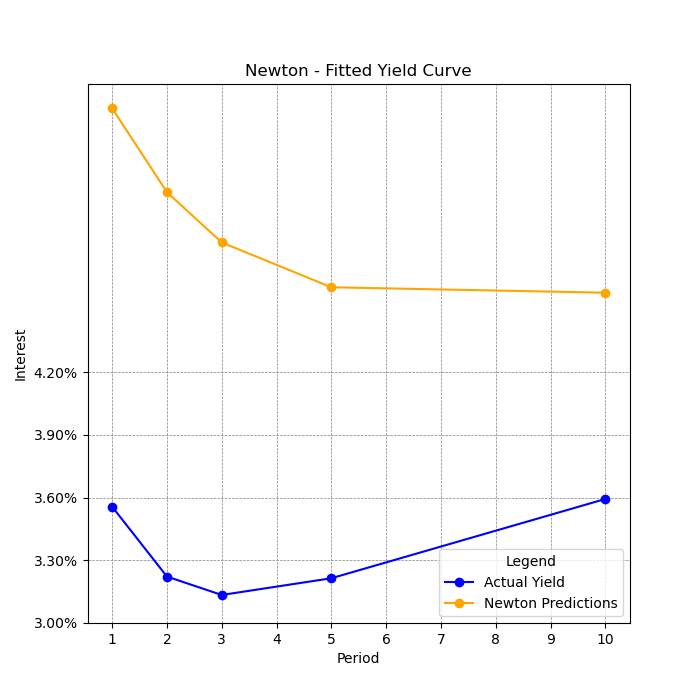 Newton - Fitted Yield Curve
Interest
4.20%
3.90%
3.60%
3.30%
3.00%
Legend
Actual Yield
Newton Predictions
1 2 3 4 5 6 7 8 9 10
Period